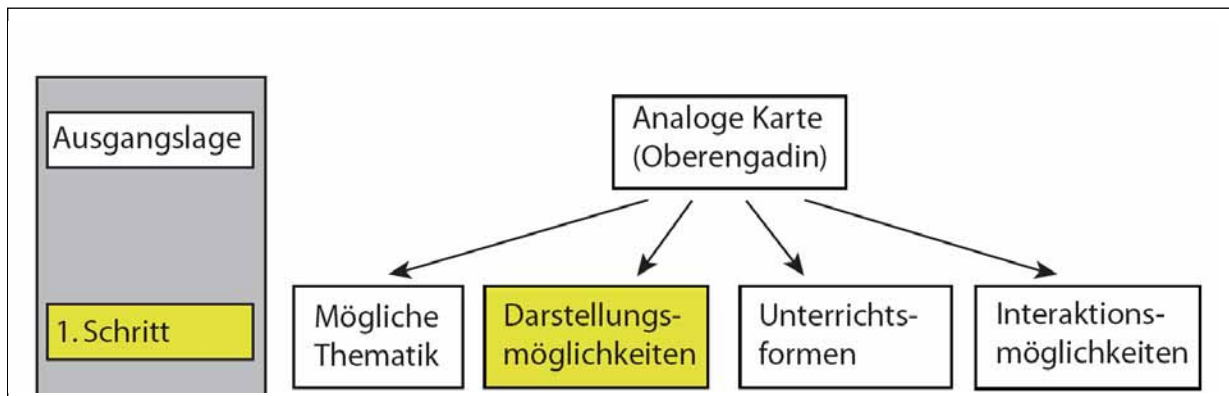 Ausgangslage
Analoge Karte
(Oberengadin)
1. Schritt
Mögliche
Thematik
Darstellungs-
möglichkeiten
Unterrichts-
formen
Interaktions-
möglichkeiten